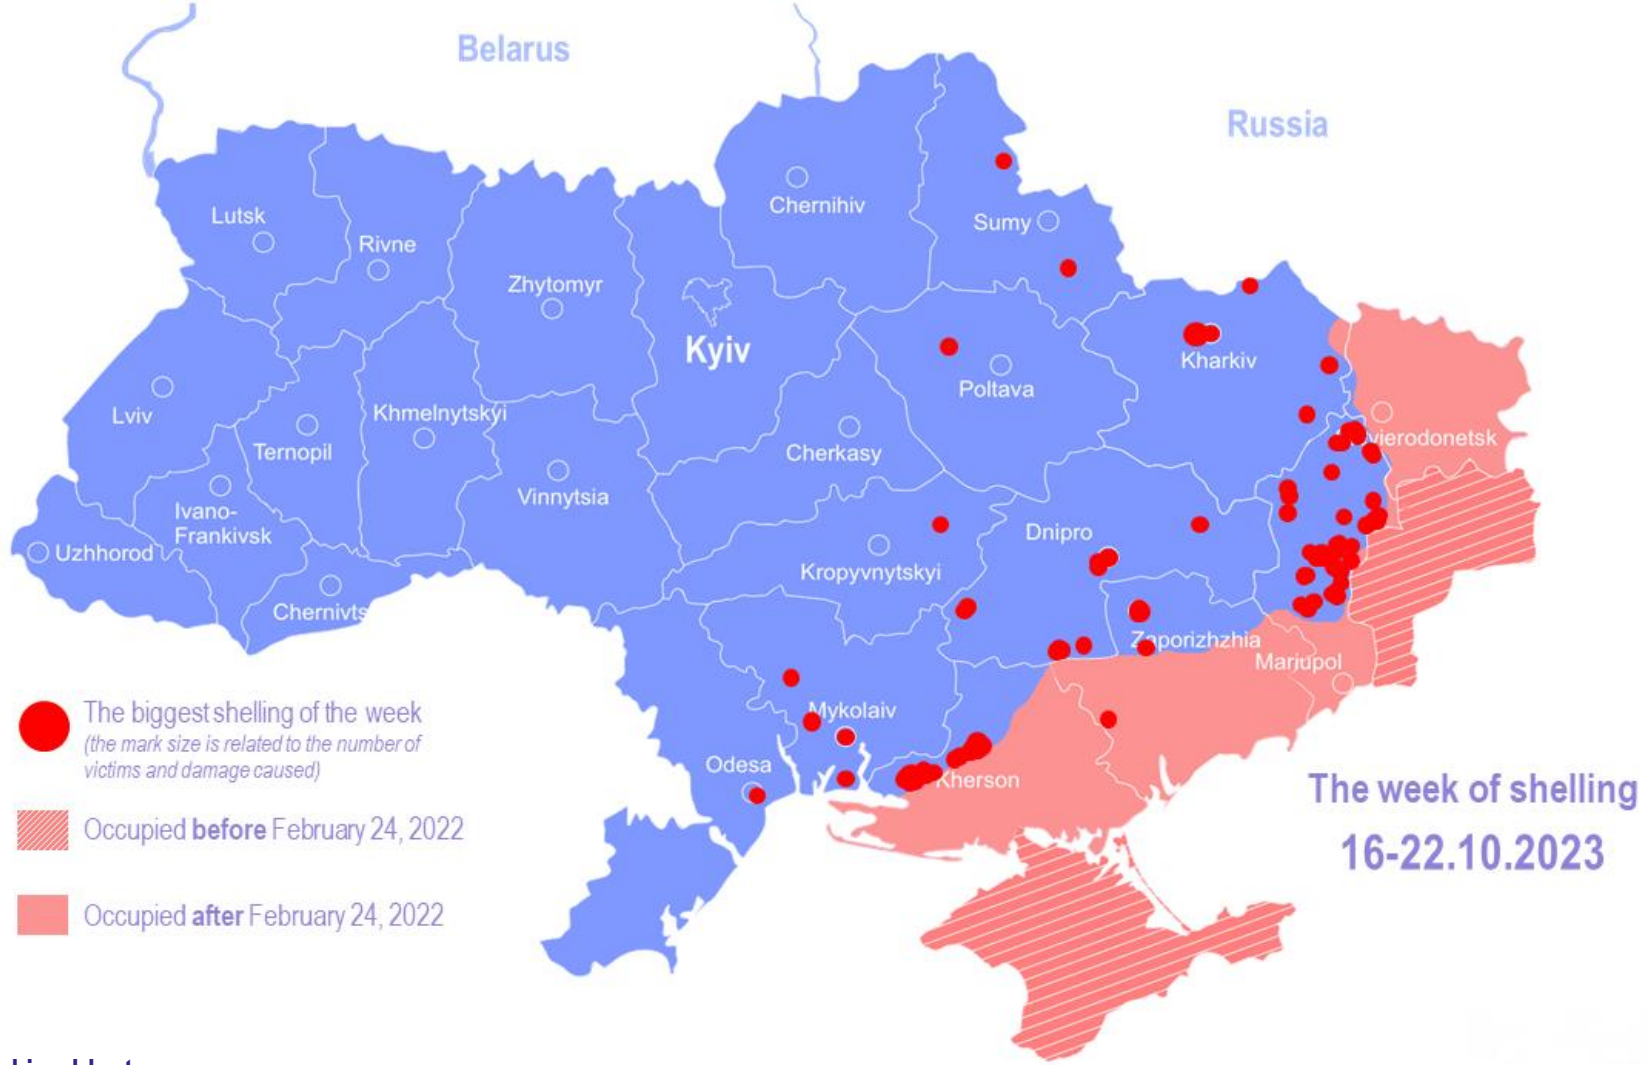 Belarus
Russia
Chernihiv
Lutsk
Sumy
Rivne
Zhytomyr
Kyiv
Kharkiv
Poltava
Lviv
Khmelnytskyi
Ternopil
Cherkasy
vierodonetsk
Vinnytsia
Ivano-
Frankivsk
Dnipro
Uzhhorod
Kropyvnytskyi
Chernivts
Zaporizhzhia
Mariupol
Mykolaiv
Odesa
Kherson
The biggest shelling of the week
(the mark size is related to the number of
victims and damage caused)
Occupied before February 24, 2022
Occupied after February 24, 2022
The week of shelling
16-22.10.2023